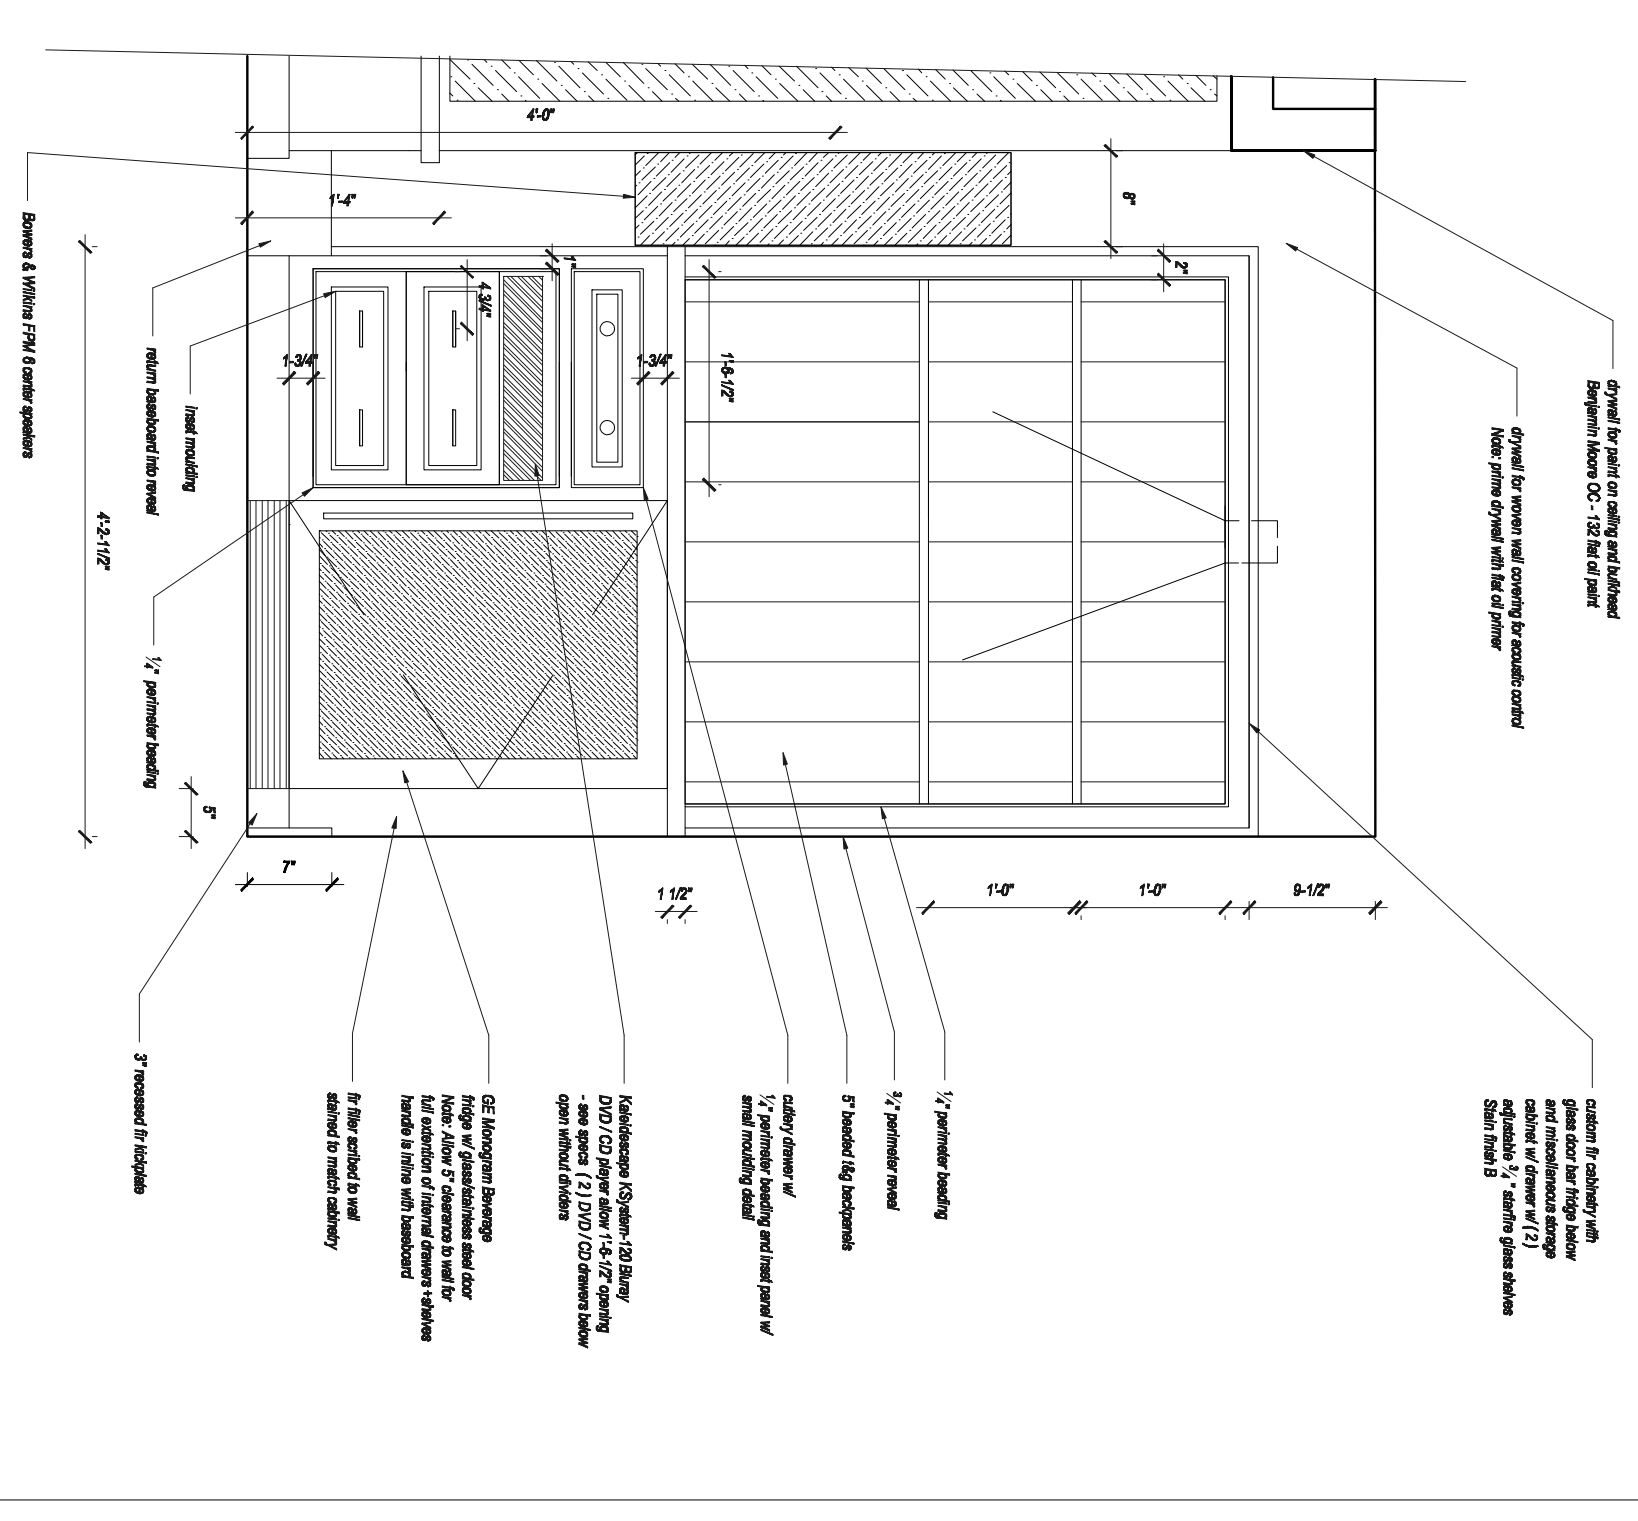 drywall for paint on ceiling and bulkhead
Benjamin Moore OC - 132 flat oil paint
drywall for woven wall covering for acoustic control
Note: prime drywall with flat oil primer
custom fir cabinetry with
glass door bar fridge below
and miscellaneous storage
cabinet w/ drawer w/ ( 2 )
adjustable 3/4" starfire glass shelves
Stain finish B
9-1/2"
1'-0"
1'-0"
8"
2"
1/4" perimeter beading
3/4" perimeter reveal
5" beaded t&g backpanels
cutlery drawer w/
1/4" perimeter beading and inset panel w/
small moulding detail
1'-6-1/2"
1 1/2"
1-3/4"
Kaleidescape KSystem-120 Bluray
DVD / CD player allow 1'-6-1/2" opening
- see specs ( 2 ) DVD / CD drawers below
open without dividers
4'-0"
1"
4 3/4"
GE Monogram Beverage
fridge w/ glass/stainless steel door
Note: Allow 5" clearance to wall for
full extention of internal drawers +shelves
handle is inline with baseboard
1'-4"
1-3/4"
fir filler scribed to wall
stained to match cabinetry
7"
5"
inset moulding
return baseboard into reveal
1/4" perimeter beading
3" recessed fir kickplate
4'-2-11/2"
Bowers & Wilkins FPM 6 center speakers